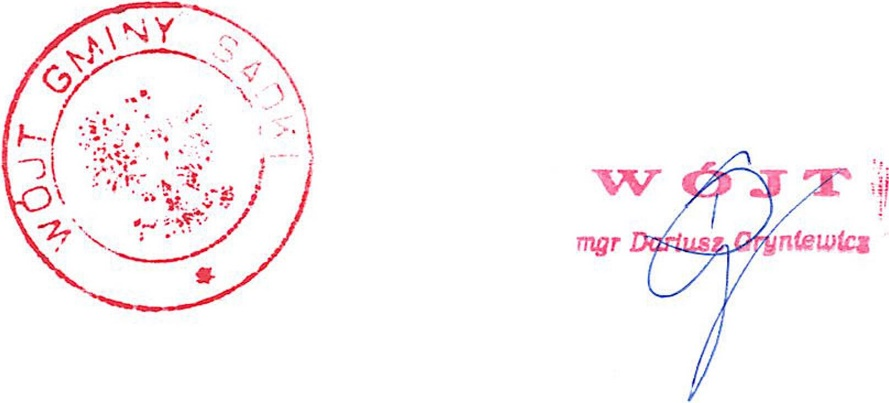 WÓJT GMINY SADKI
WÓJT
mgr Dariusz Gryniewicz